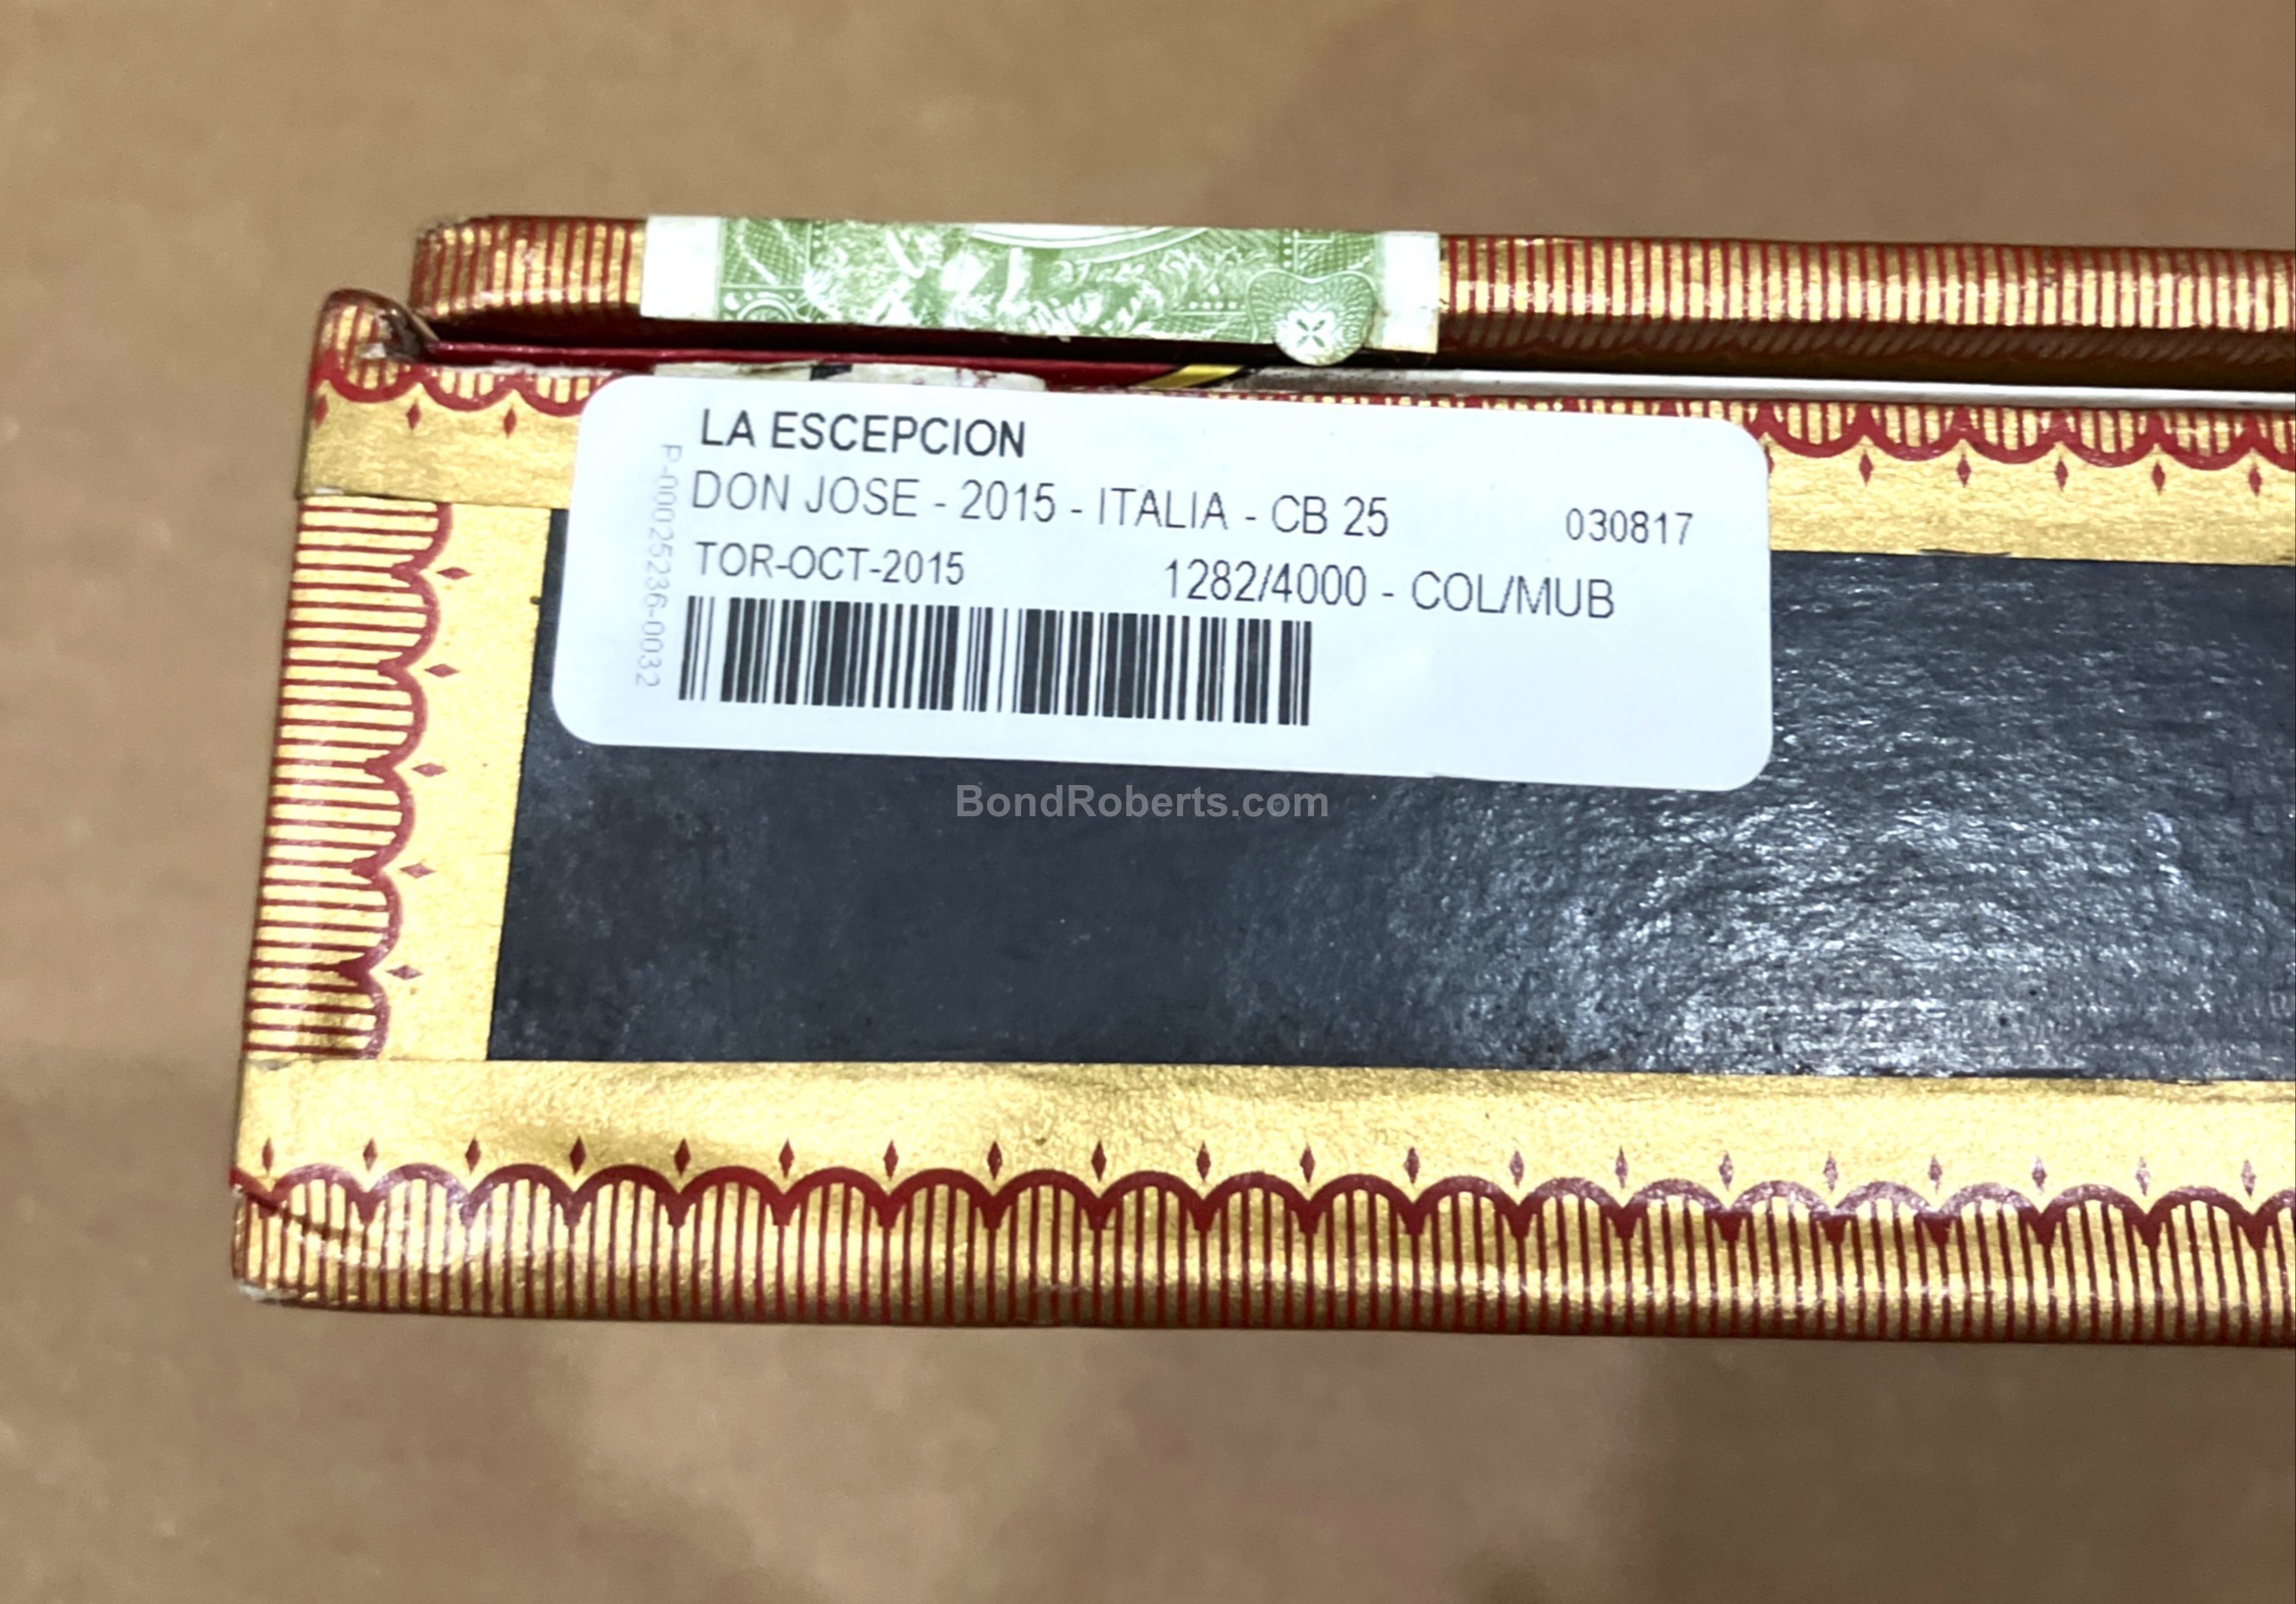 LA ESCEPCION
DON JOSE - 2015 - ITALIA - CB 25
030817
TOR-OCT-2015
1282/4000 - COL/MUB
P-00025236-0032
BondRoberts.com